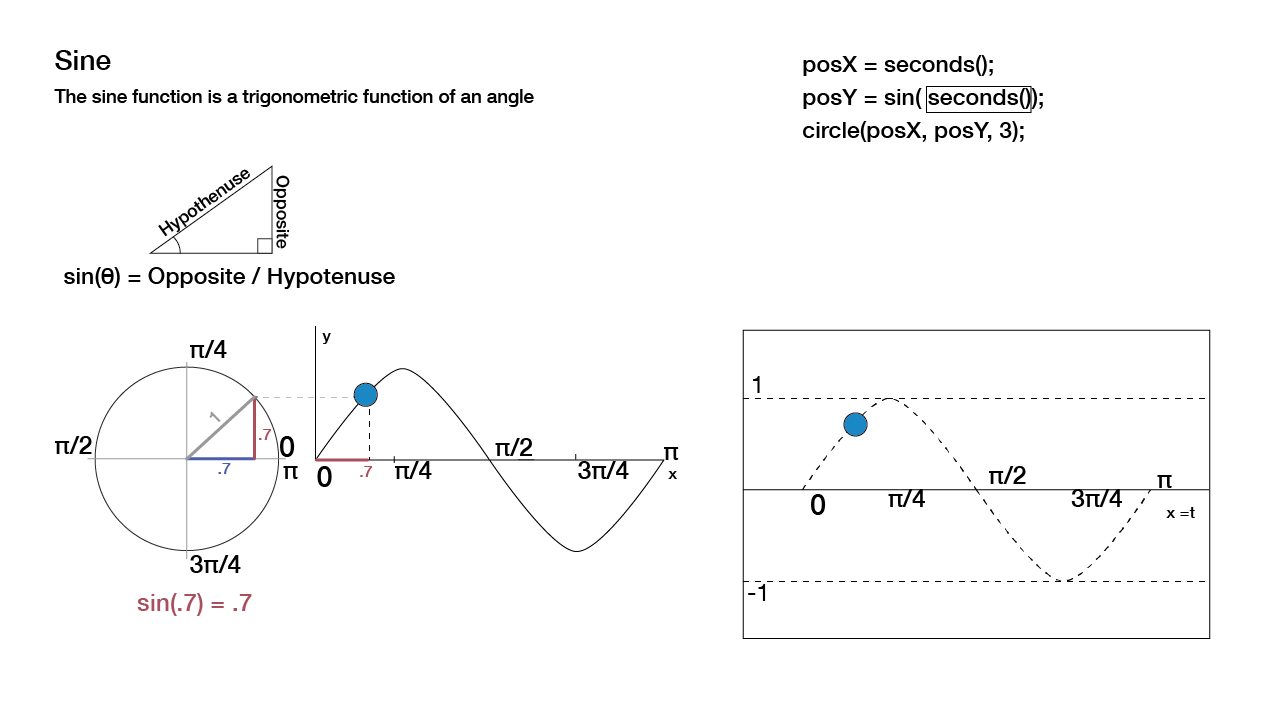 Sine
The sine function is a trigonometric function of an angle
posX = seconds();
posY = sin( seconds());
circle(posX, posY, 3);
Hypothenuse
Opposite
sin(θ) = Opposite / Hypotenuse
π/4
π/2
1
.7
.7
0
π
3π/4
sin(.7) = .7
y
0
.7
π/4
π/2
3π/4
π
x
1
0
π/4
π/2
3π/4
π
x =t
-1